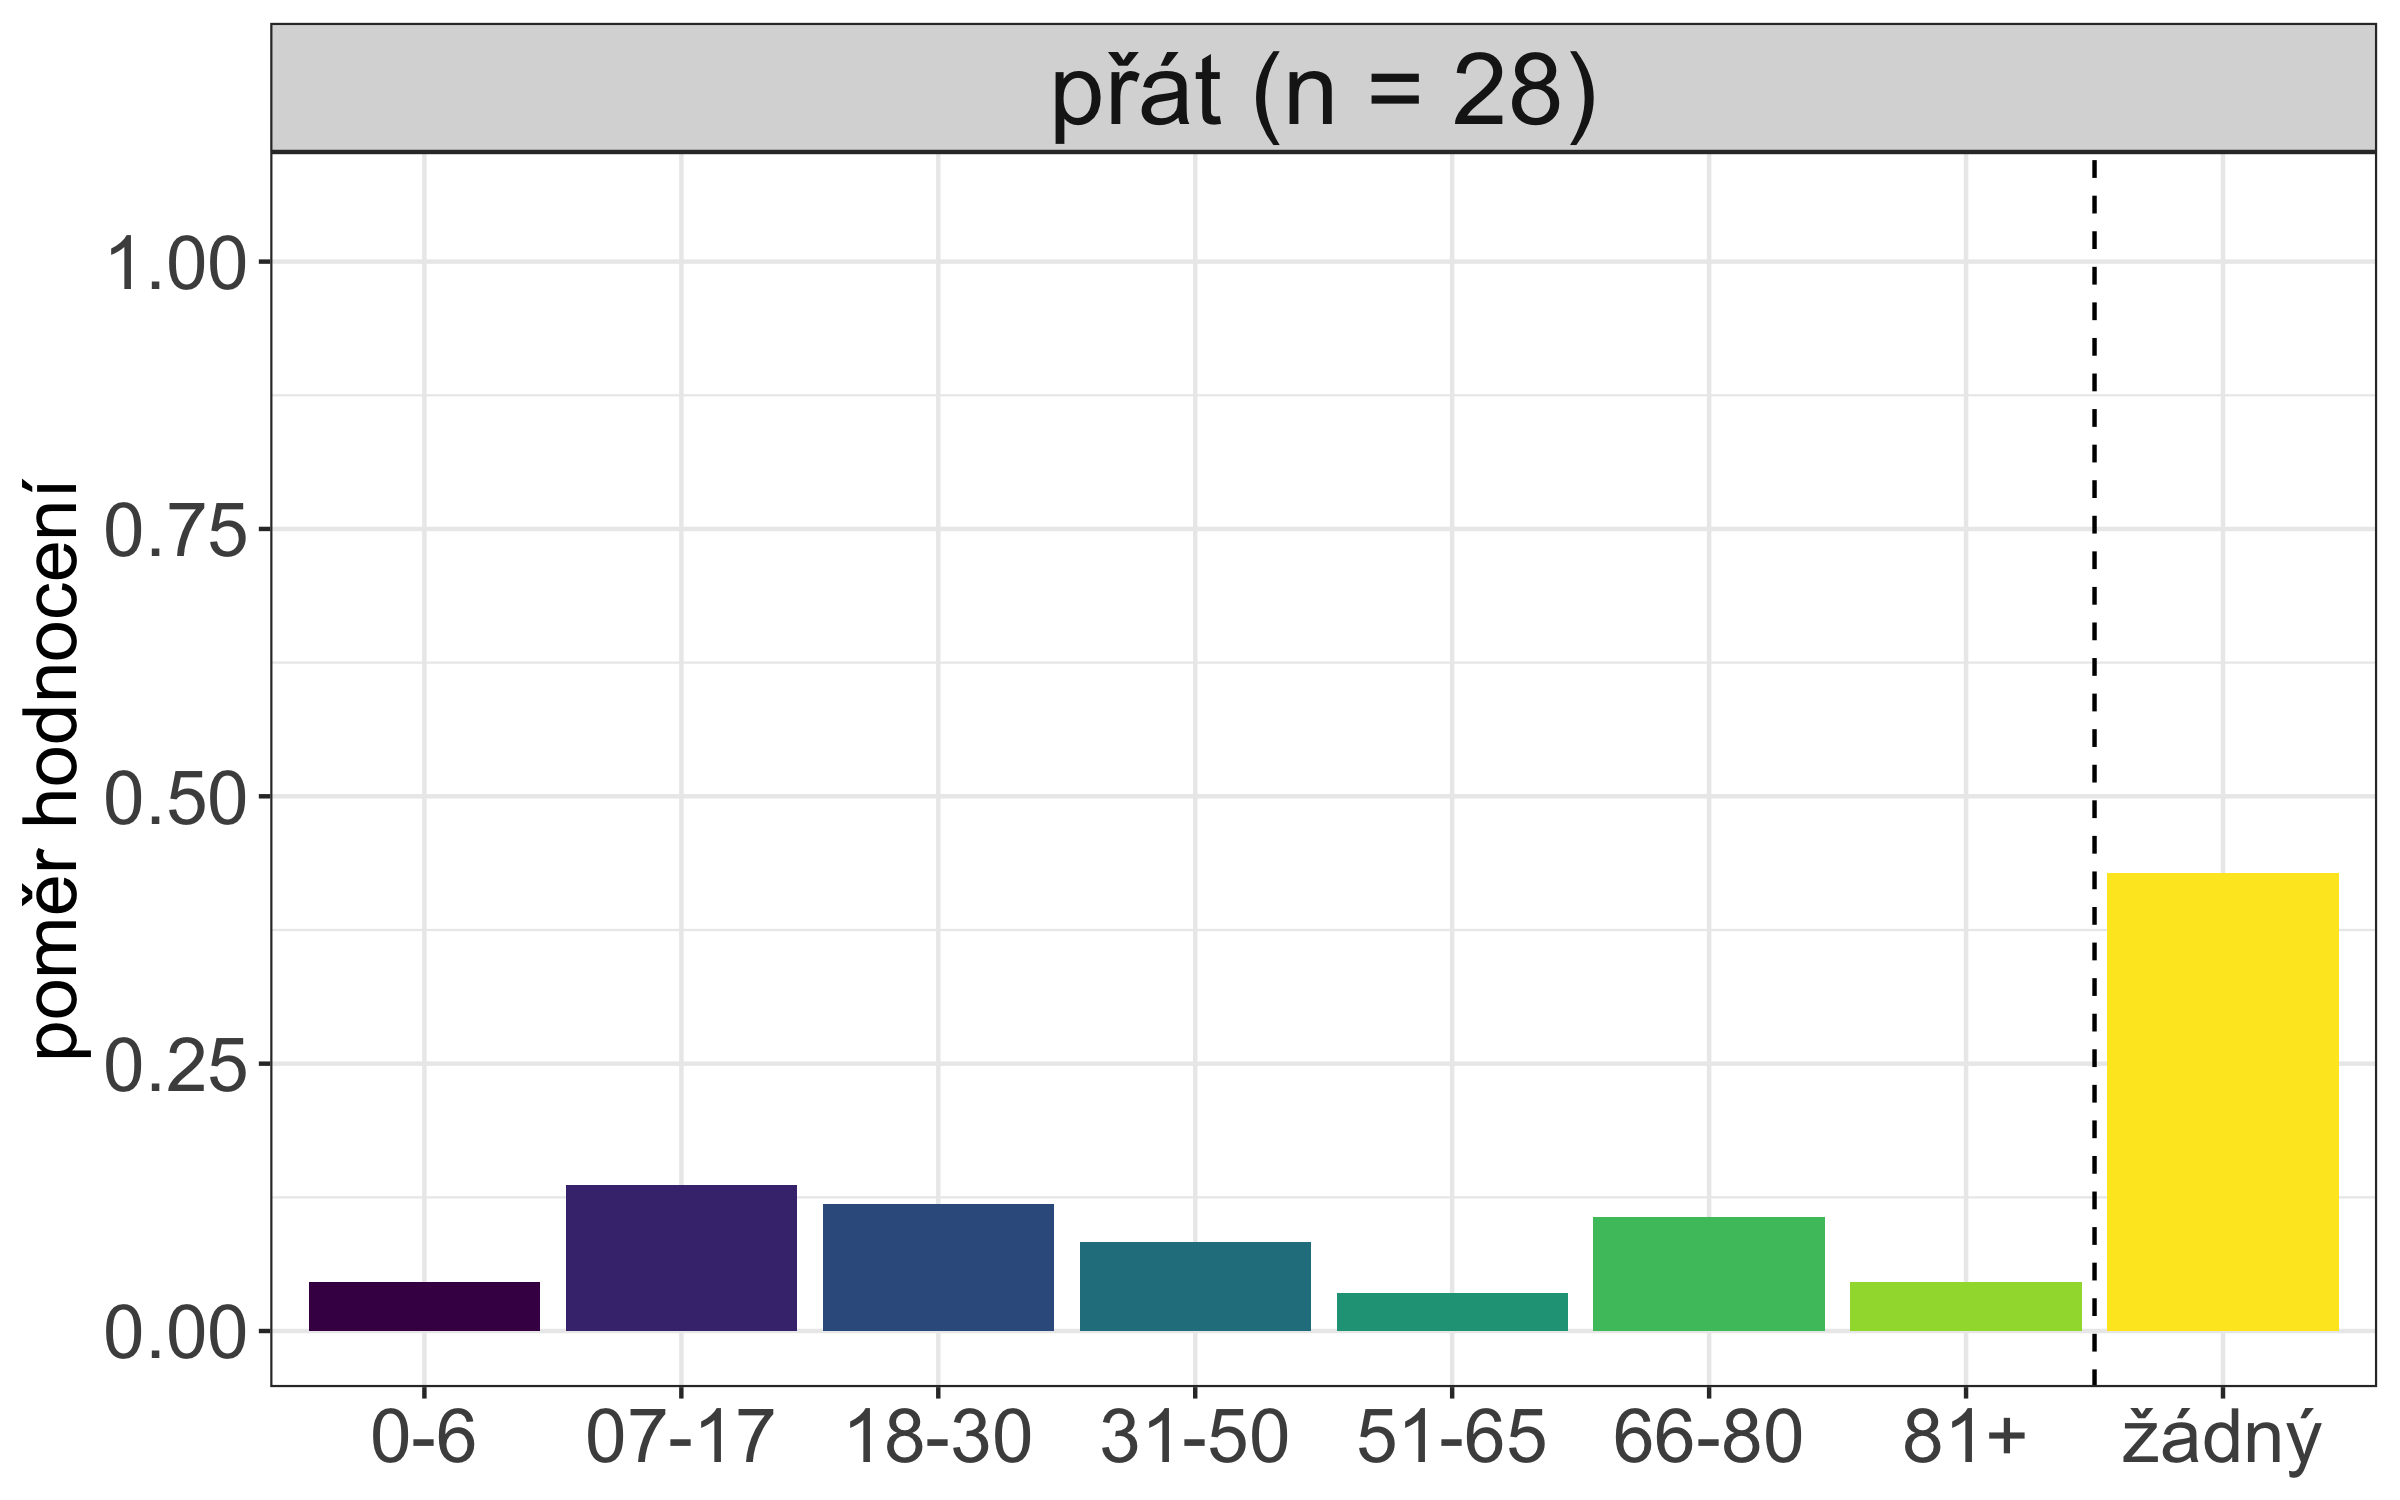 přát (n = 28)
poměr hodnocení
1.00
0.75
0.50
0.25
0.00
0-6 07-17 18-30 31-50 51-65 66-80 81+ žádný